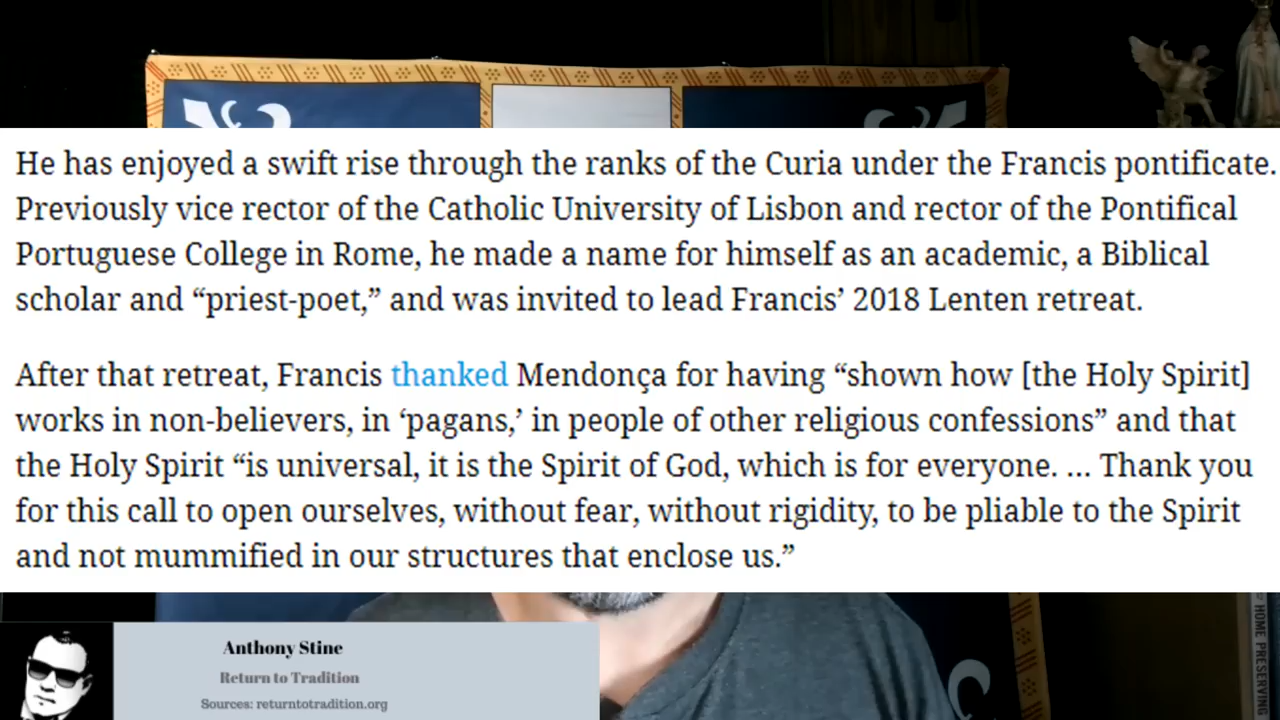 He has enjoyed a swift rise through the ranks of the Curia under the Francis pontificate.
Previously vice rector of the Catholic University of Lisbon and rector of the Pontifical
Portuguese College in Rome, he made a name for himself as an academic, a Biblical
scholar and “priest-poet,” and was invited to lead Francis’ 2018 Lenten retreat.
After that retreat, Francis thanked Mendonça for having “shown how [the Holy Spirit]
works in non-believers, in ‘pagans,’ in people of other religious confessions” and that
the Holy Spirit “is universal, it is the Spirit of God, which is for everyone. … Thank you
for this call to open ourselves, without fear, without rigidity, to be pliable to the Spirit
and not mummified in our structures that enclose us.”
Anthony Stine
Return to Tradition
Sources: returntotradition.org
HOME PRESERVING